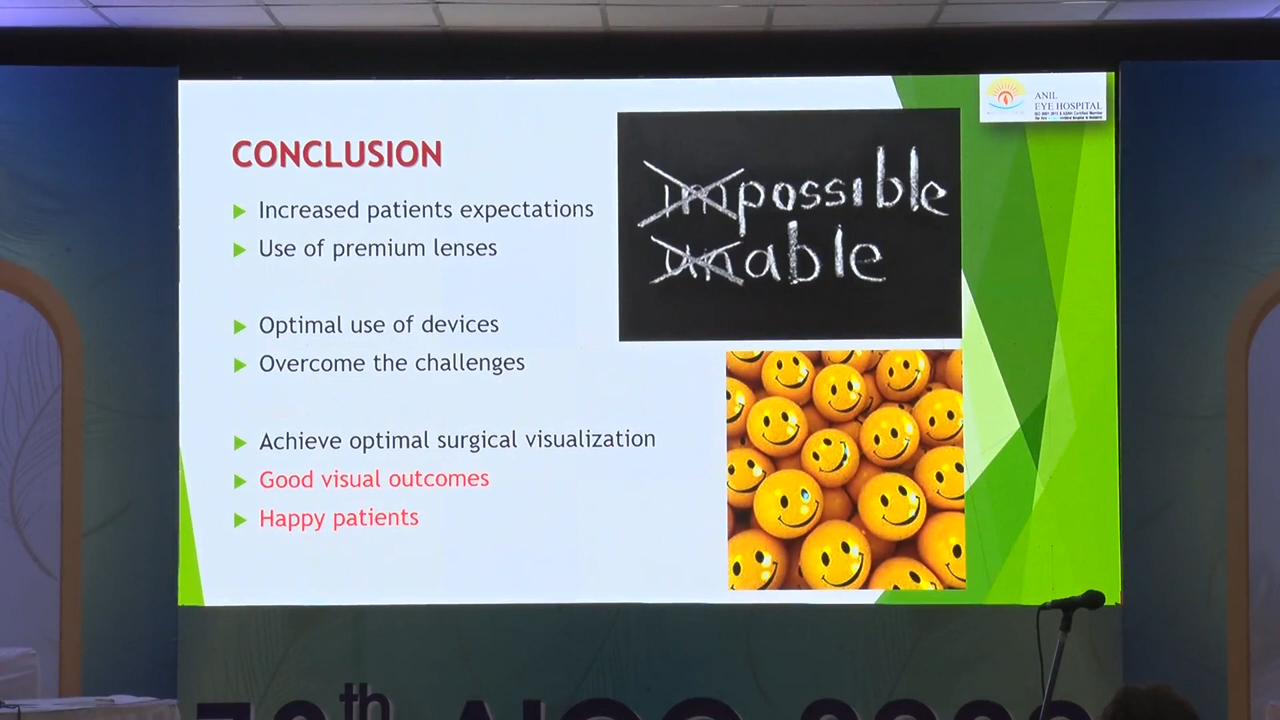 CONCLUSION
Increased patients expectations
Use of premium lenses
Optimal use of devices
Overcome the challenges
Achieve optimal surgical visualization
Good visual outcomes
Happy patients
impossible
unable
ANIL
EYE HOSPITAL
th